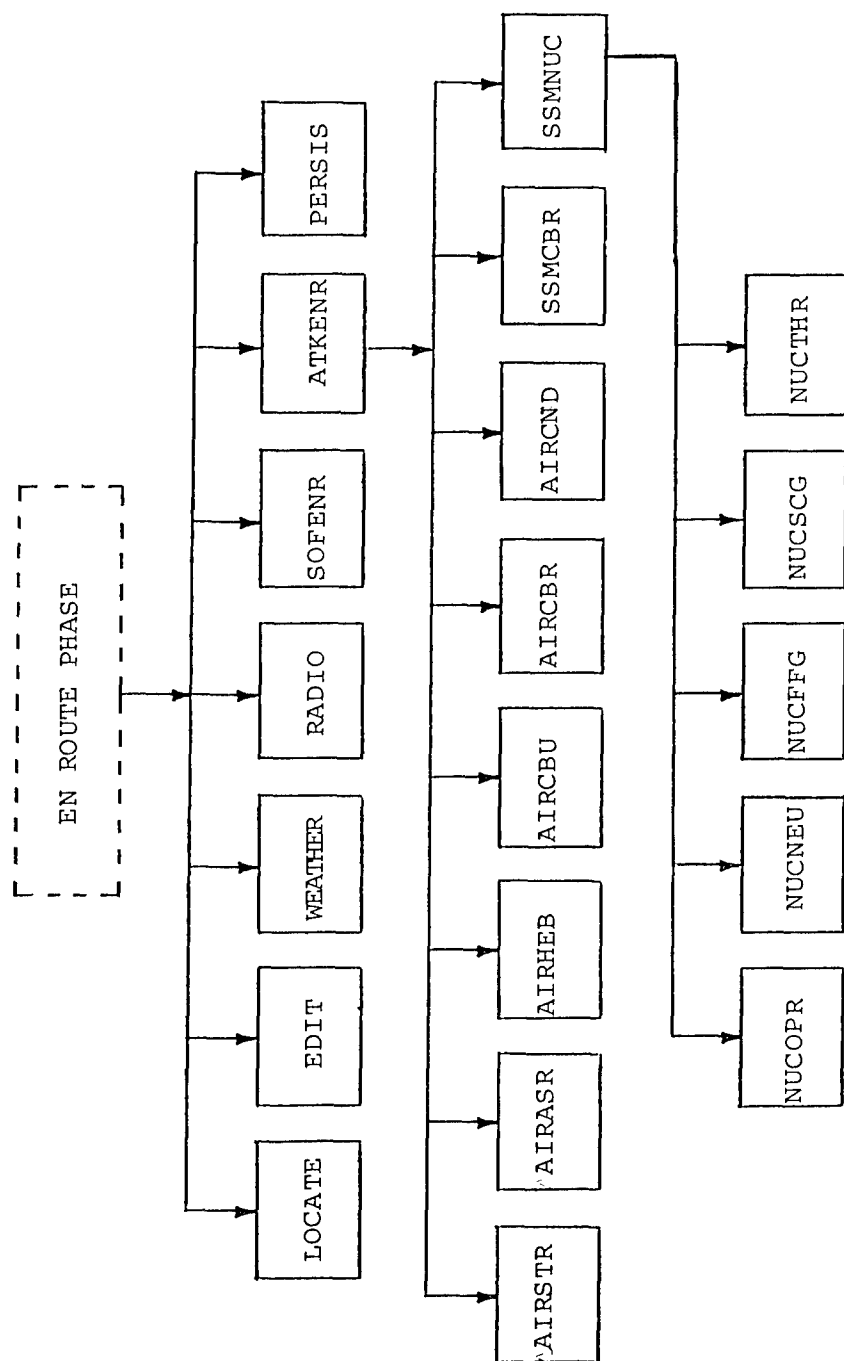 EN ROUTE PHASE
LOCATE
EDIT
WEATHER
RADIO
SOFENR
ATKENR
PERSIS
AIRSTR
AIRASR
AIRHEB
AIRCBU
AIRCBR
AIRCND
SSMCBR
SSMNUC
NUCOPR
NUCNEU
NUCFFG
NUCSCG
NUCTHR